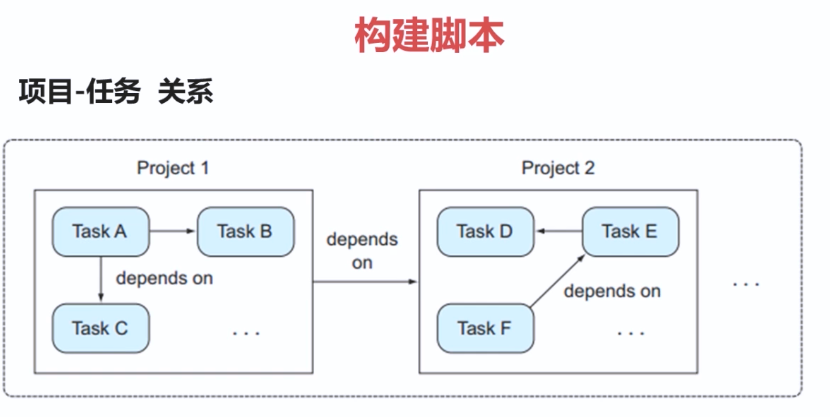 构建脚本
项目-任务 关系
Project 1
Project 2
Task A
Task B
depends
on
Task D
Task E
depends on
depends on
Task C
...
Task F
...
...